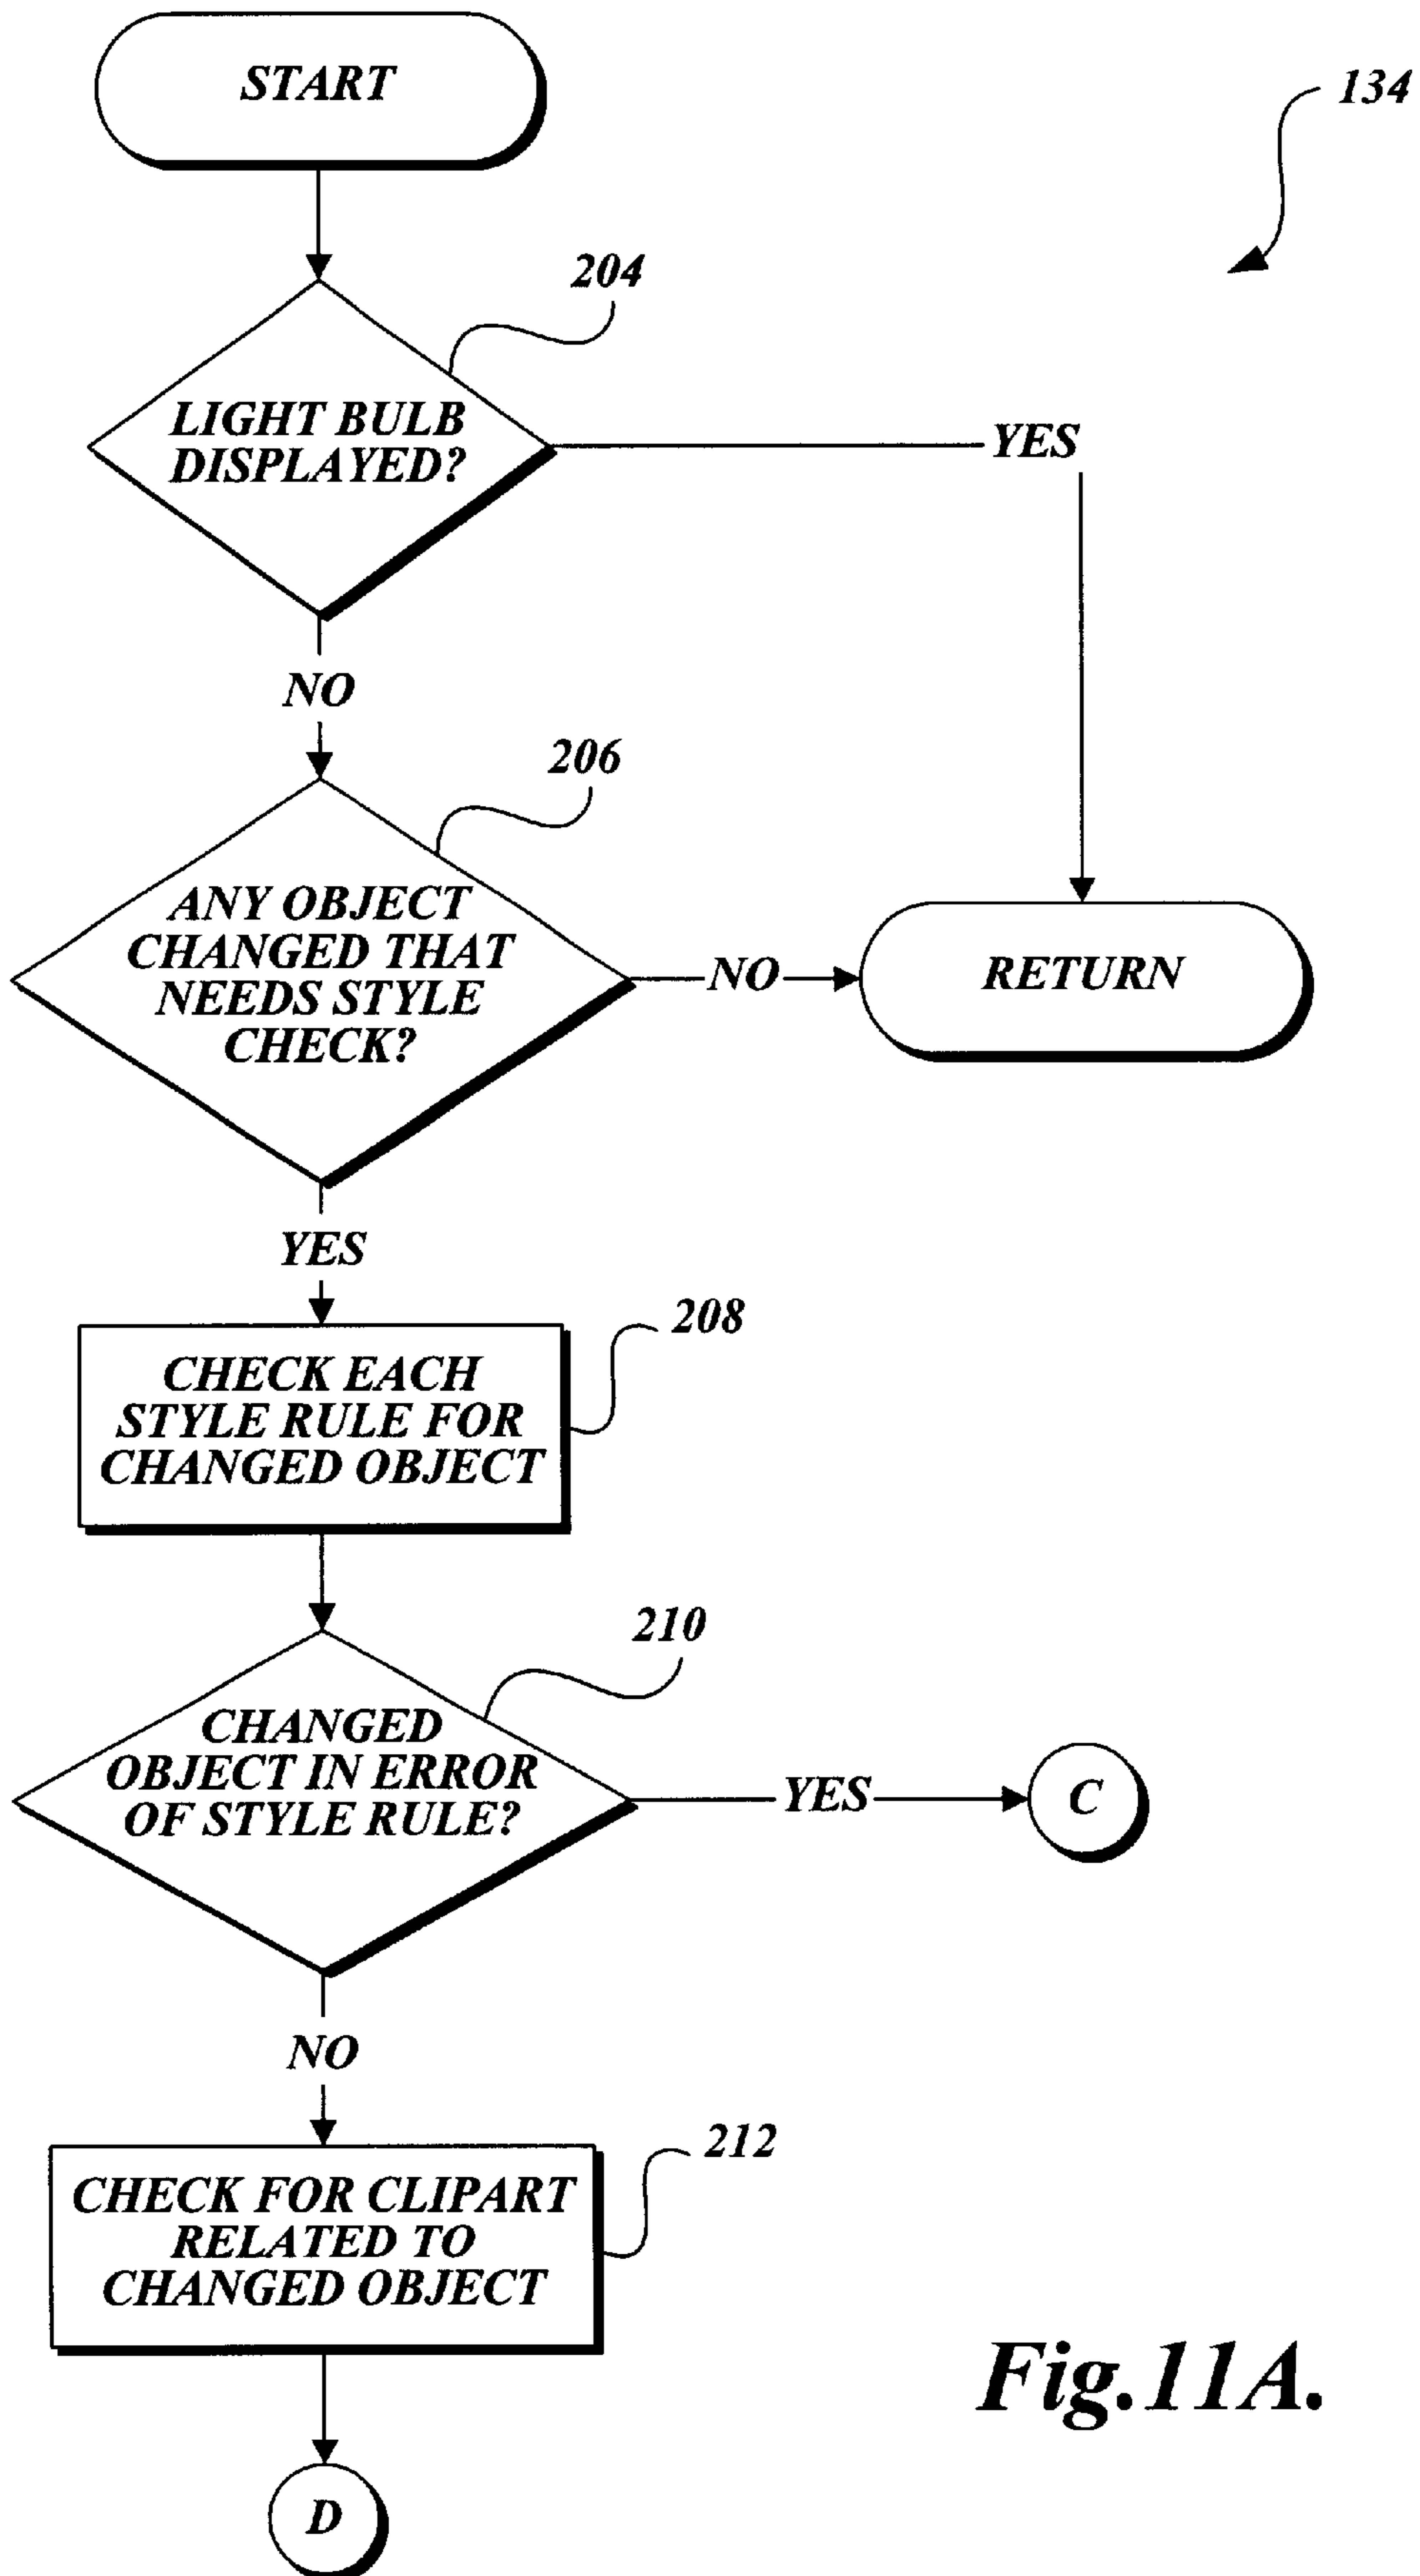 START
134
204
LIGHT BULB
DISPLAYED?
YES
NO
206
ANY OBJECT
CHANGED THAT
NEEDS STYLE
CHECK?
NO
RETURN
YES
208
CHECK EACH
STYLE RULE FOR
CHANGED OBJECT
210
CHANGED
OBJECT IN ERROR
OF STYLE RULE?
YES
C
NO
212
CHECK FOR CLIPART
RELATED TO
CHANGED OBJECT
Fig.11A.
D